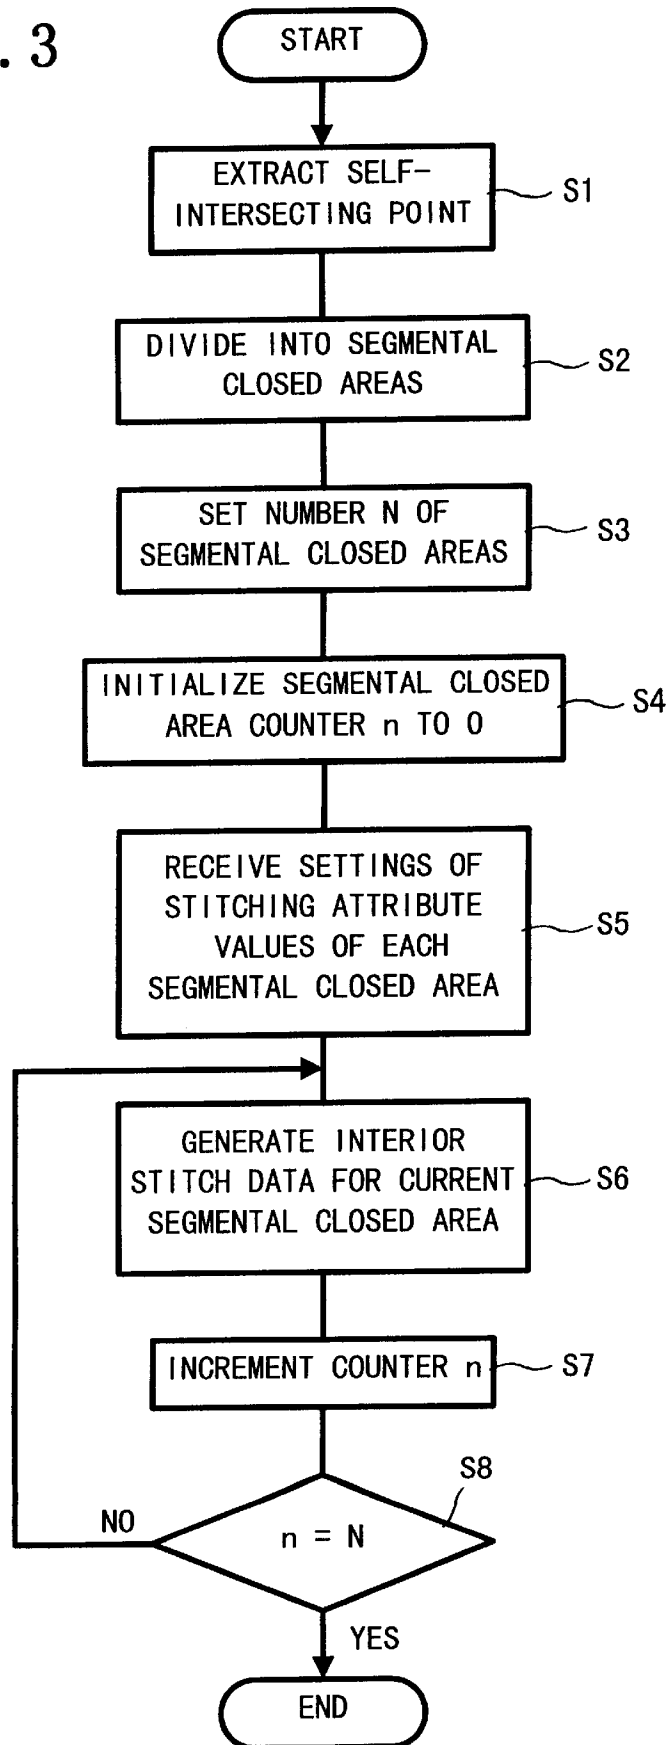 . 3
START
EXTRACT SELF-
INTERSECTING POINT
S1
DIVIDE INTO SEGMENTAL
CLOSED AREAS
S2
SET NUMBER N OF
SEGMENTAL CLOSED AREAS
S3
INITIALIZE SEGMENTAL CLOSED
AREA COUNTER n TO 0
S4
RECEIVE SETTINGS OF
STITCHING ATTRIBUTE
VALUES OF EACH
SEGMENTAL CLOSED AREA
S5
GENERATE INTERIOR
STITCH DATA FOR CURRENT
SEGMENTAL CLOSED AREA
S6
INCREMENT COUNTER n
S7
S8
NO
n = N
YES
END